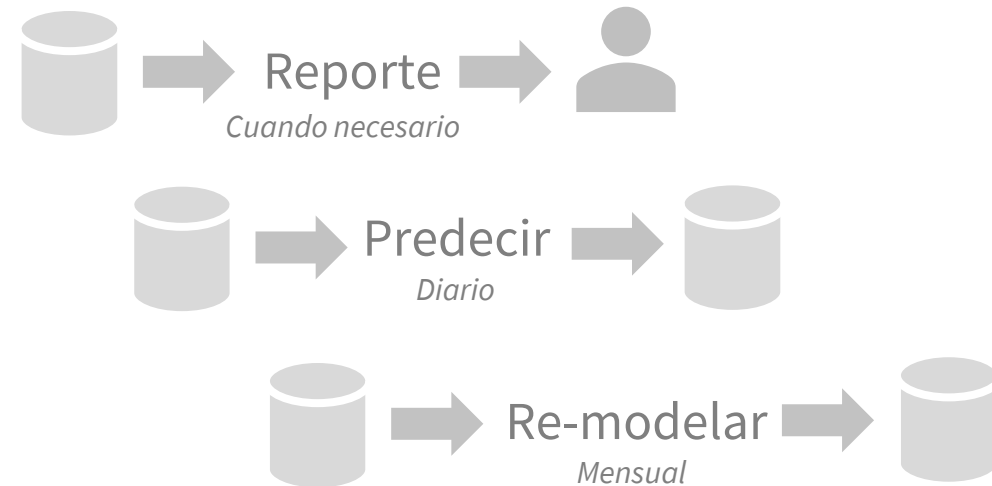 Reporte
Cuando necesario
Predecir
Diario
Re-modelar
Mensual